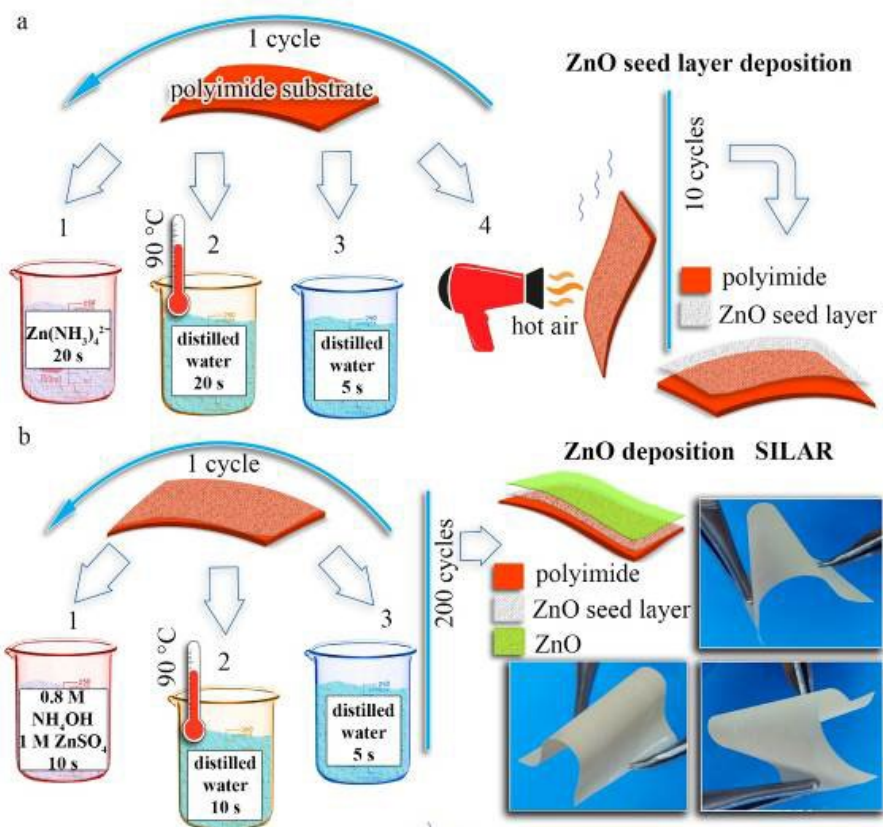 a
1 cycle
polyimide substrate
ZnO seed layer deposition
1
2
3
4
90 °C
10 cycles
Zn(NH₃)₄²⁻
20 s
distilled
water
20 s
distilled
water
5 s
hot air
polyimide
ZnO seed layer
b
1 cycle
ZnO deposition SILAR
1
2
3
90 °C
200 cycles
polyimide
ZnO seed layer
ZnO
0.8 M
NH₄OH
1 M ZnSO₄
10 s
distilled
water
10 s
distilled
water
5 s